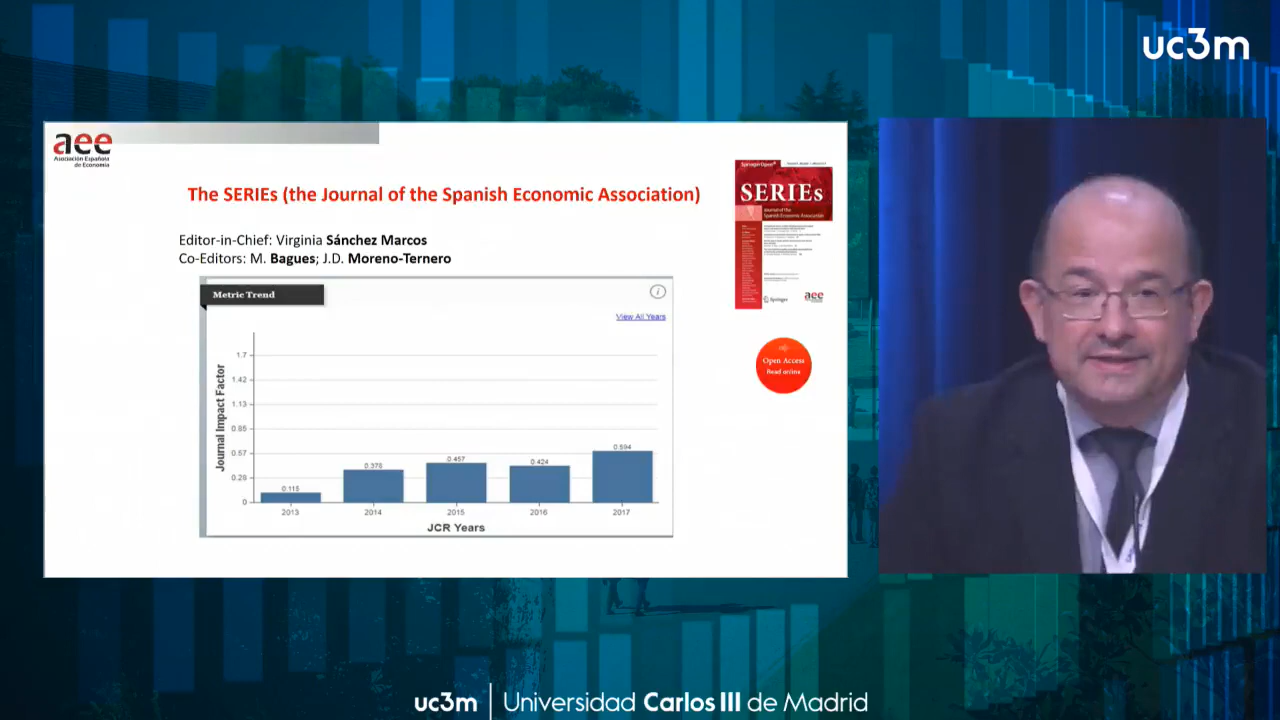 uc3m
aee
Asociación Española
de Economía
The SERIEs (the Journal of the Spanish Economic Association)
Editor-in-Chief: Virginia Sánchez Marcos
Co-Editors: M. Bagues; J.D. Moreno-Ternero
SpringerOpen
SERIEs
Journal of the
Spanish Economic Association
Springer
aee
Open Access
Read online
Metric Trend
i
View All Years
Journal Impact Factor
1.7
1.42
1.13
0.85
0.57
0.28
0
0.115
0.378
0.457
0.424
0.594
2013
2014
2015
2016
2017
JCR Years
uc3m | Universidad Carlos III de Madrid